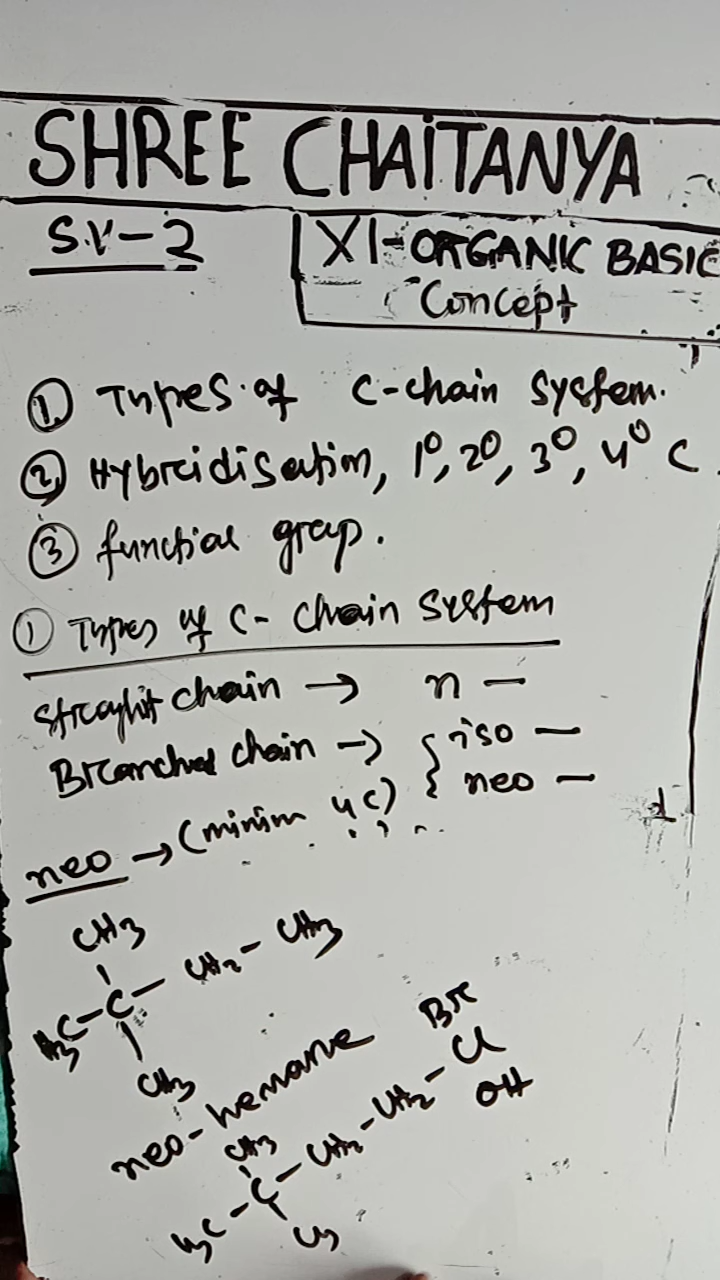 SHREE CHAITANYA
S.V-2
XI-ORGANIC BASIC
Concept
① Types of C-chain System.
② Hybridisation, 1°, 2°, 3°, 4° C
③ functional group.
① Types of C- Chain System
Straight chain → n —
Branched chain → { iso —
neo —
neo → (minim 4C)
CH3
H3C-C-CH2-CH3
CH3
neo-hexane
CH3
Br
H3C-C-CH2-CH2-Cl
OH
CH3